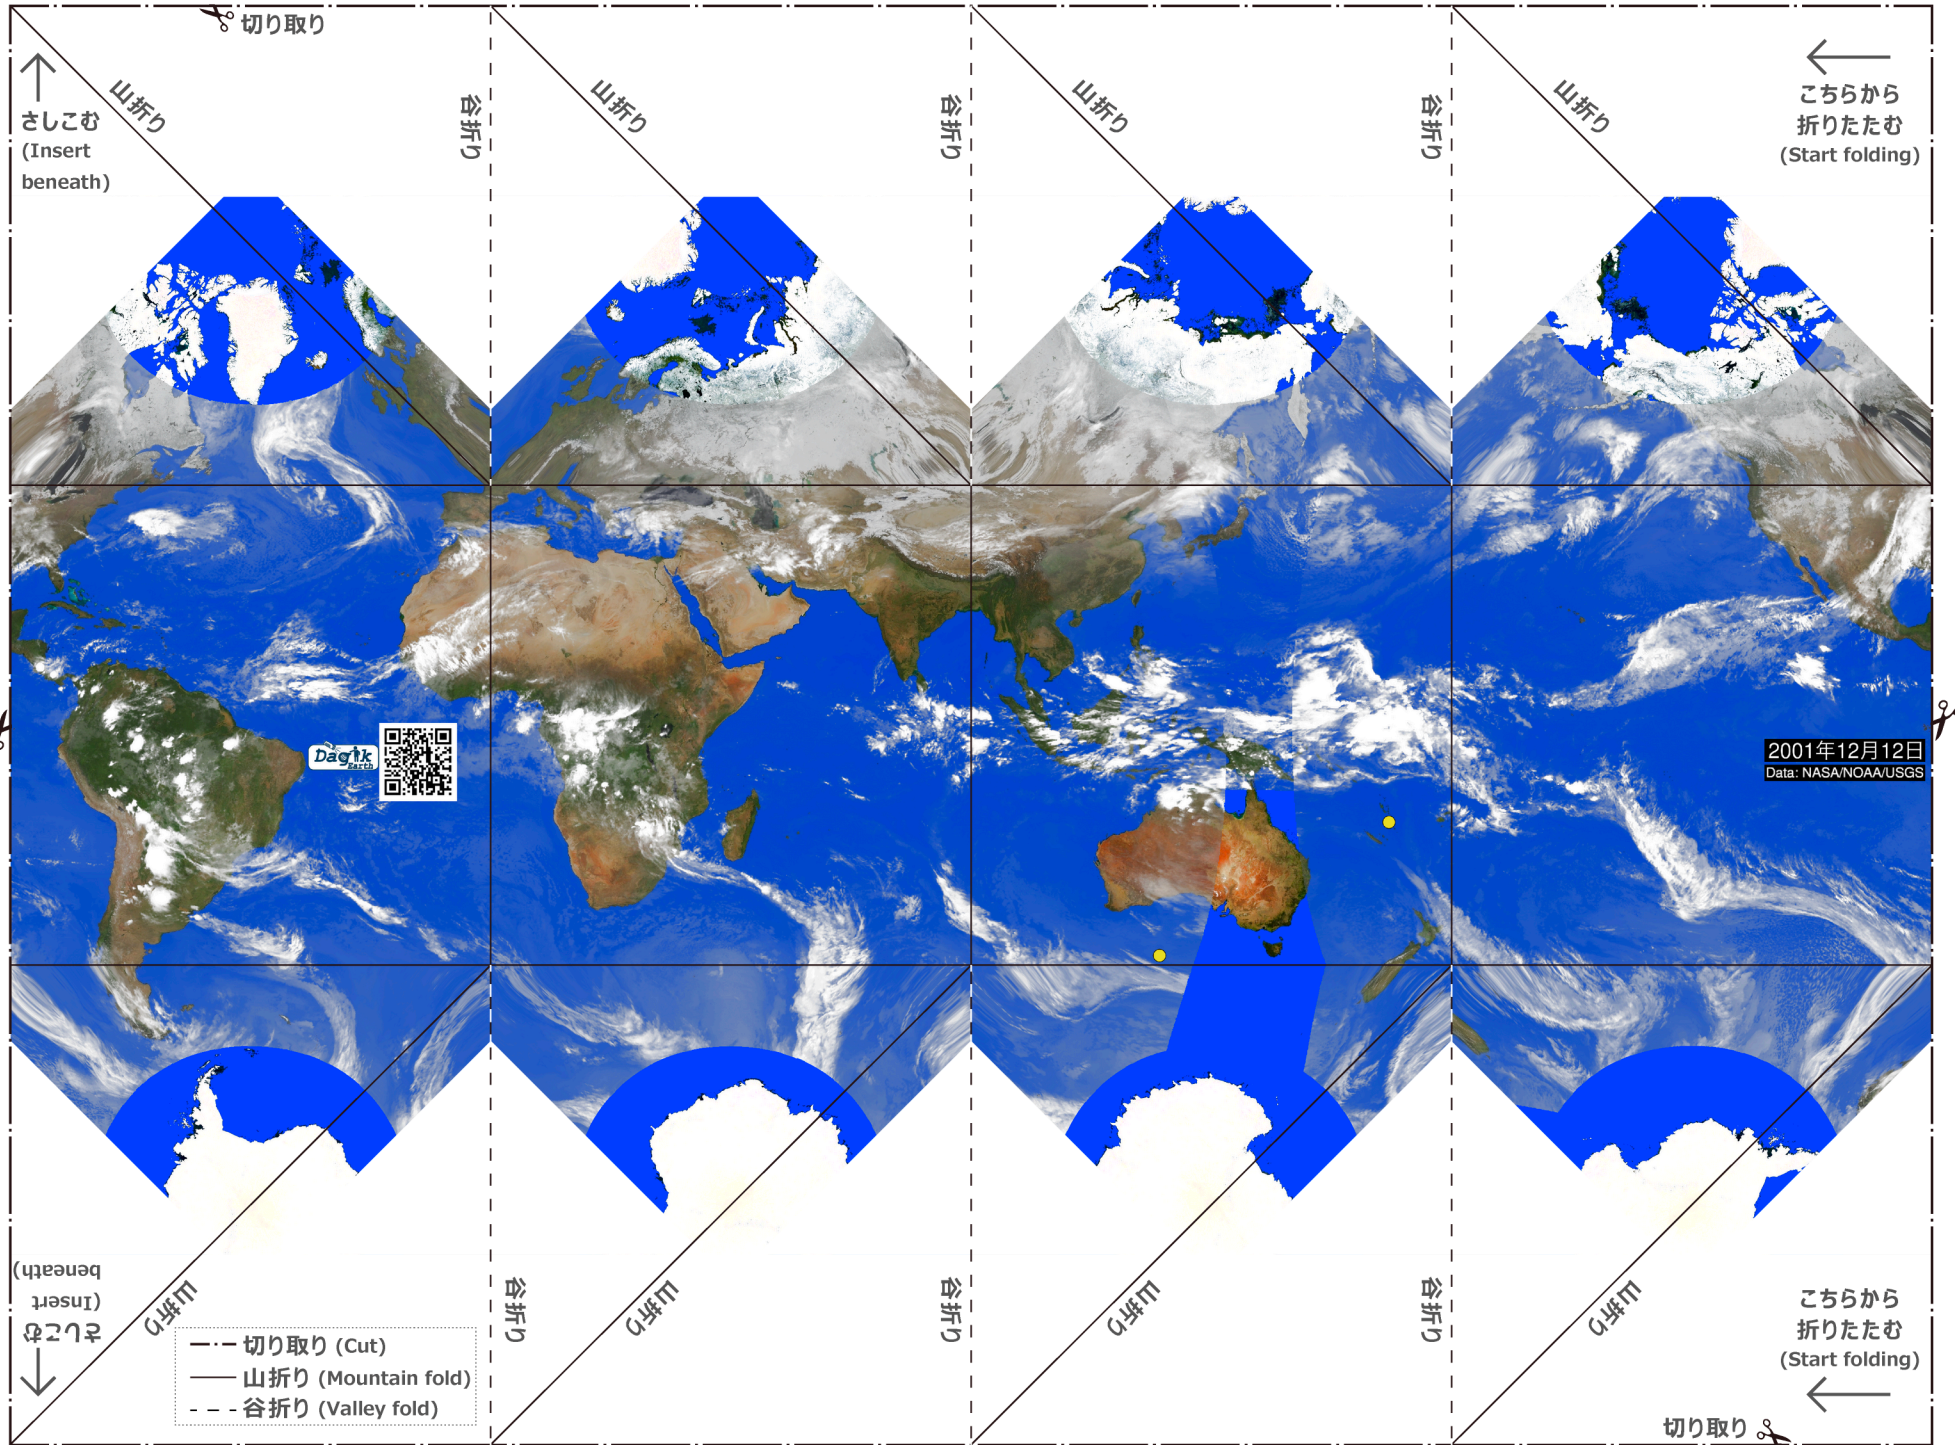 切り取り
さしこむ
(Insert
beneath)
山折り
谷折り
山折り
谷折り
山折り
谷折り
山折り
こちらから
折りたたむ
(Start folding)
Dagik
Earth
2001年12月12日
Data: NASA/NOAA/USGS
さしこむ
(Insert
beneath)
山折り
谷折り
山折り
谷折り
山折り
谷折り
山折り
こちらから
折りたたむ
(Start folding)
切り取り (Cut)
山折り (Mountain fold)
谷折り (Valley fold)
切り取り